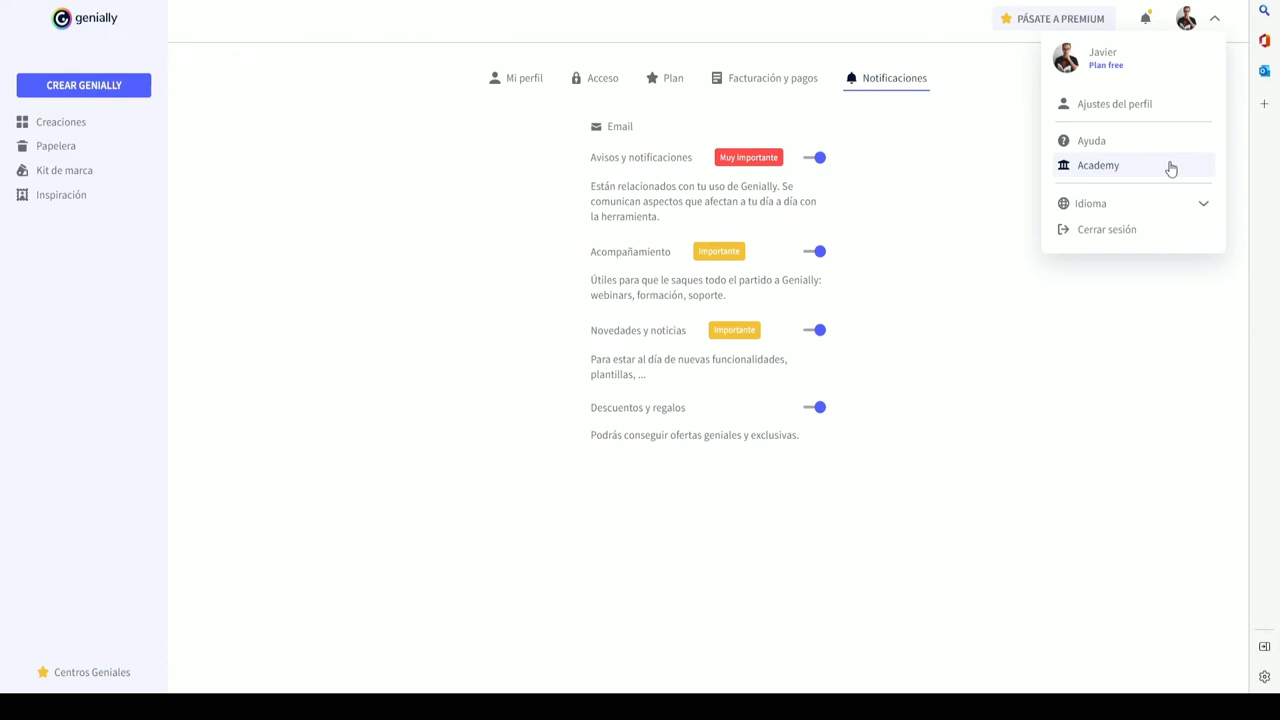 genially
PÁSATE A PREMIUM
Javier
Plan free
Ajustes del perfil
Ayuda
Academy
Idioma
Cerrar sesión
CREAR GENIALLY
Creaciones
Papelera
Kit de marca
Inspiración
Centros Geniales
Mi perfil
Acceso
Plan
Facturación y pagos
Notificaciones
Email
Avisos y notificaciones
Muy importante
Están relacionados con tu uso de Genially. Se
comunican aspectos que afectan a tu día a día con
la herramienta.
Acompañamiento
Importante
Útiles para que le saques todo el partido a Genially:
webinars, formación, soporte.
Novedades y noticias
Importante
Para estar al día de nuevas funcionalidades,
plantillas, ...
Descuentos y regalos
Podrás conseguir ofertas geniales y exclusivas.